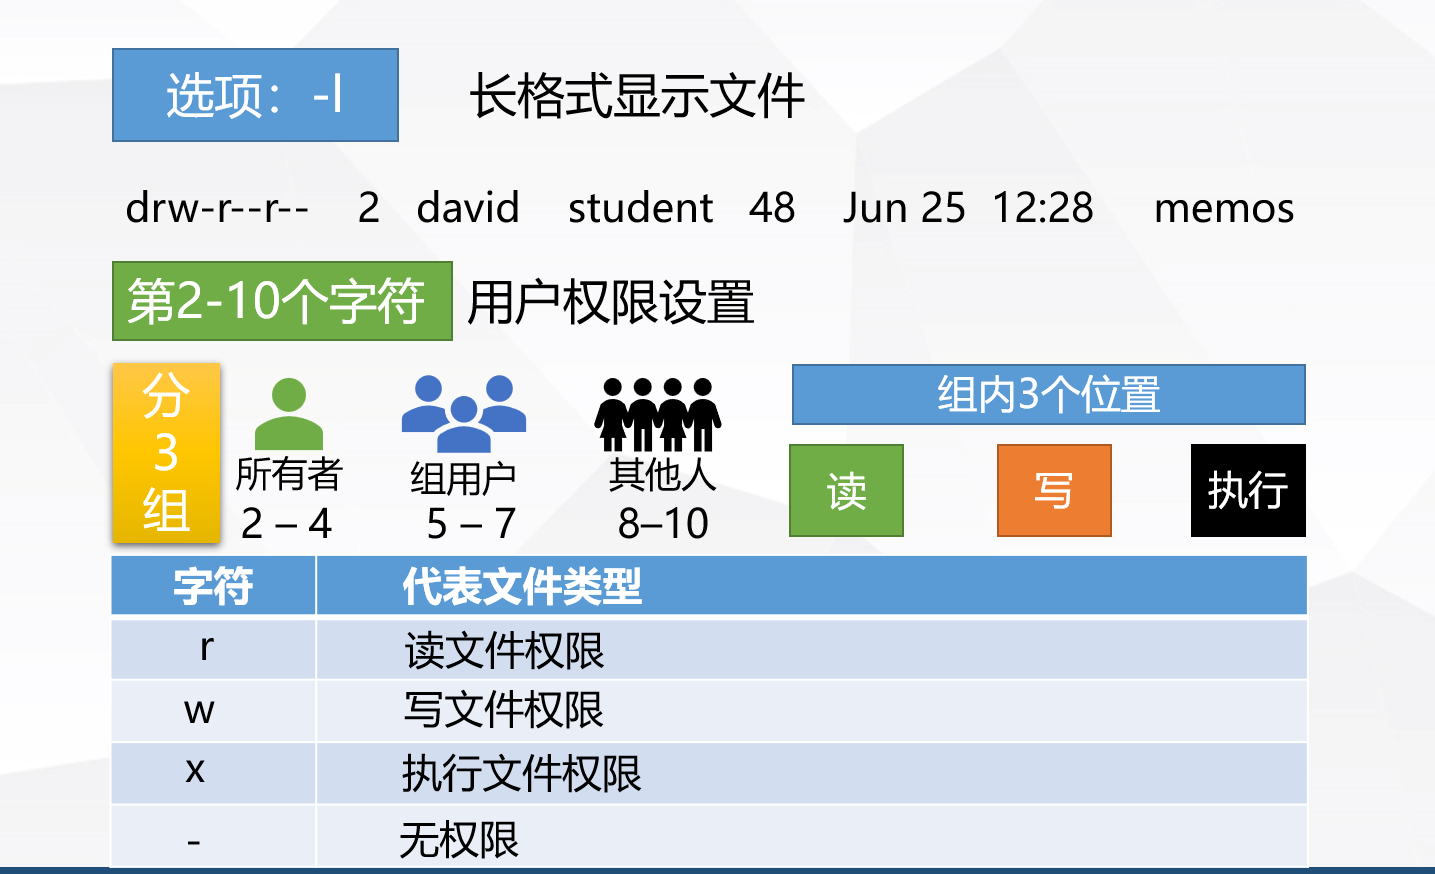 选项：-l
长格式显示文件
drw-r--r-- 2 david student 48 Jun 25 12:28 memos
第2-10个字符 用户权限设置
分
3
组
所有者
2 – 4
组用户
5 – 7
其他人
8–10
组内3个位置
读 写 执行
字符 代表文件类型
r 读文件权限
w 写文件权限
x 执行文件权限
- 无权限